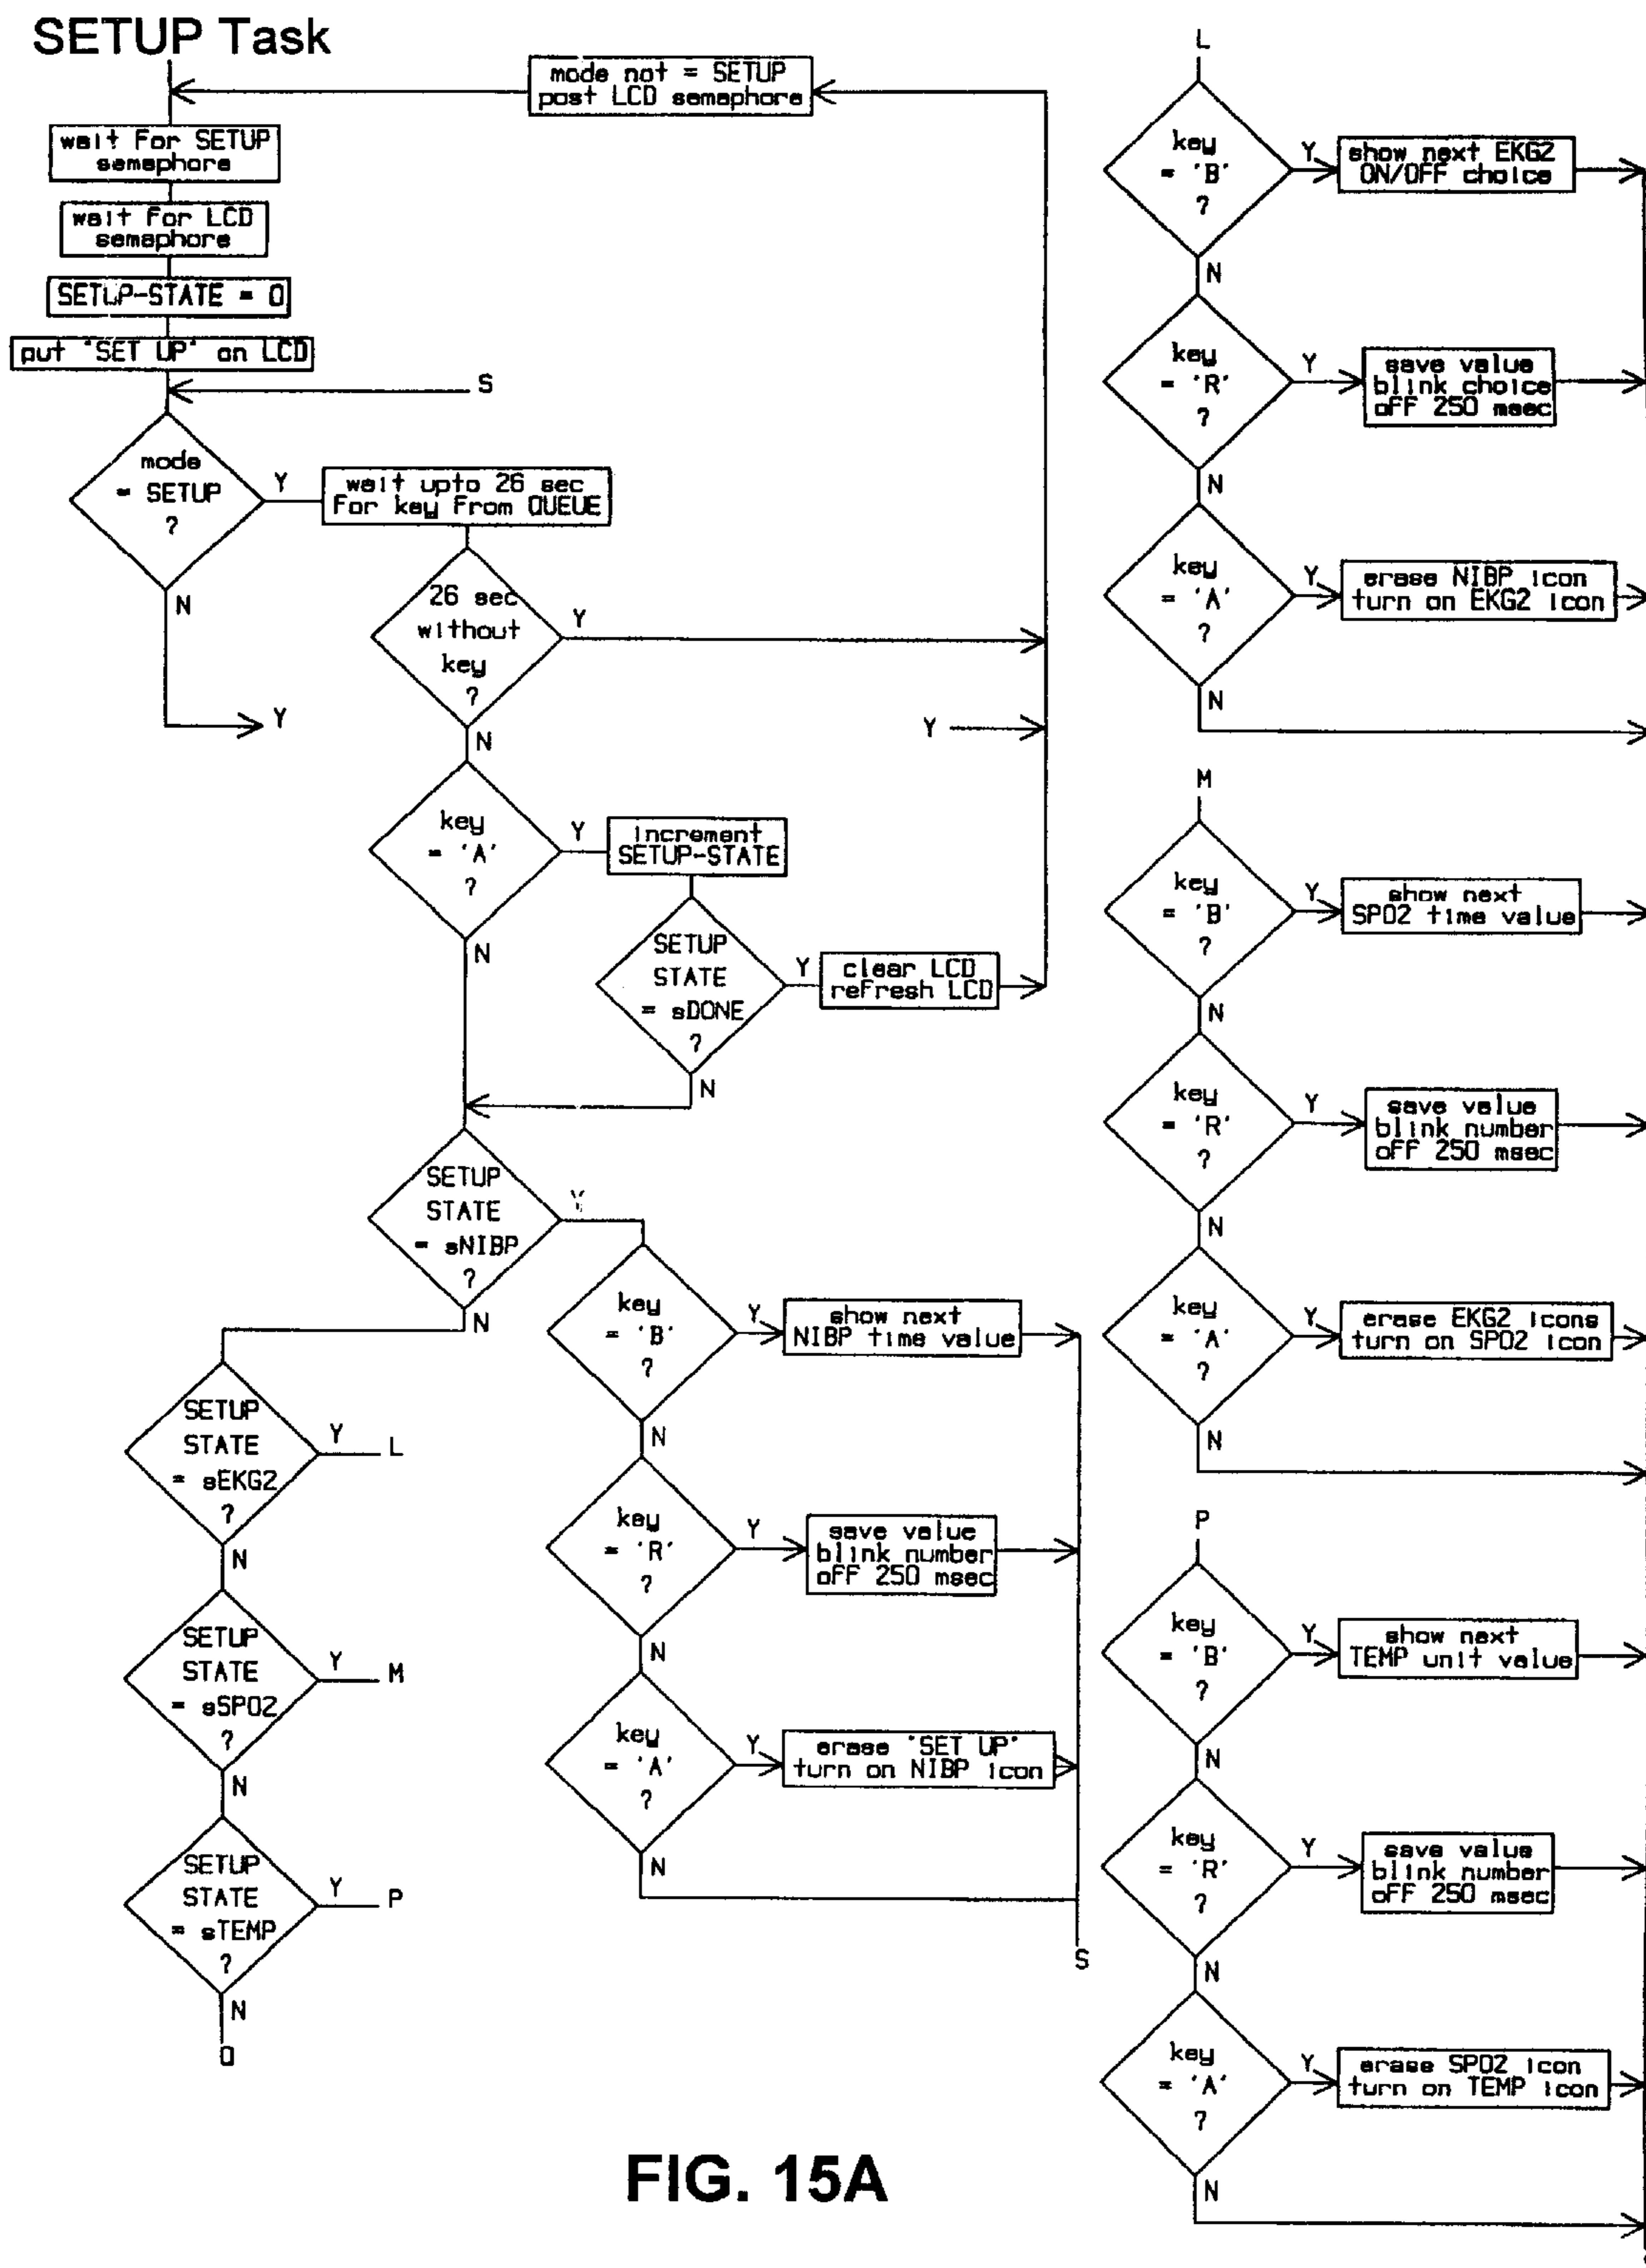 SETUP Task
mode not = SETUP
post LCD semaphore
wait For SETUP
semaphore
wait For LCD
semaphore
SETUP-STATE = 0
put 'SET UP' on LCD
S
mode
= SETUP
?
Y
N
Y
wait upto 26 sec
For key From QUEUE
26 sec
without
key
?
Y
N
Y
key
= 'A'
?
Y
N
increment
SETUP-STATE
SETUP
STATE
= sDONE
?
Y
N
clear LCD
reFresh LCD
SETUP
STATE
= sNIBP
?
Y
N
key
= 'B'
?
Y
N
show next
NIBP time value
key
= 'R'
?
Y
N
save value
blink number
oFF 250 msec
key
= 'A'
?
Y
N
erase 'SET UP'
turn on NIBP icon
S
SETUP
STATE
= sEKG2
?
Y
L
N
SETUP
STATE
= sSPO2
?
Y
M
N
SETUP
STATE
= sTEMP
?
Y
P
N
Q
L
key
= 'B'
?
Y
N
show next EKG2
ON/OFF choice
key
= 'R'
?
Y
N
save value
blink choice
oFF 250 msec
key
= 'A'
?
Y
N
erase NIBP icon
turn on EKG2 icon
M
key
= 'B'
?
Y
N
show next
SPO2 time value
key
= 'R'
?
Y
N
save value
blink number
oFF 250 msec
key
= 'A'
?
Y
N
erase EKG2 icons
turn on SPO2 icon
P
key
= 'B'
?
Y
N
show next
TEMP unit value
key
= 'R'
?
Y
N
save value
blink number
oFF 250 msec
key
= 'A'
?
Y
N
erase SPO2 icon
turn on TEMP icon
FIG. 15A